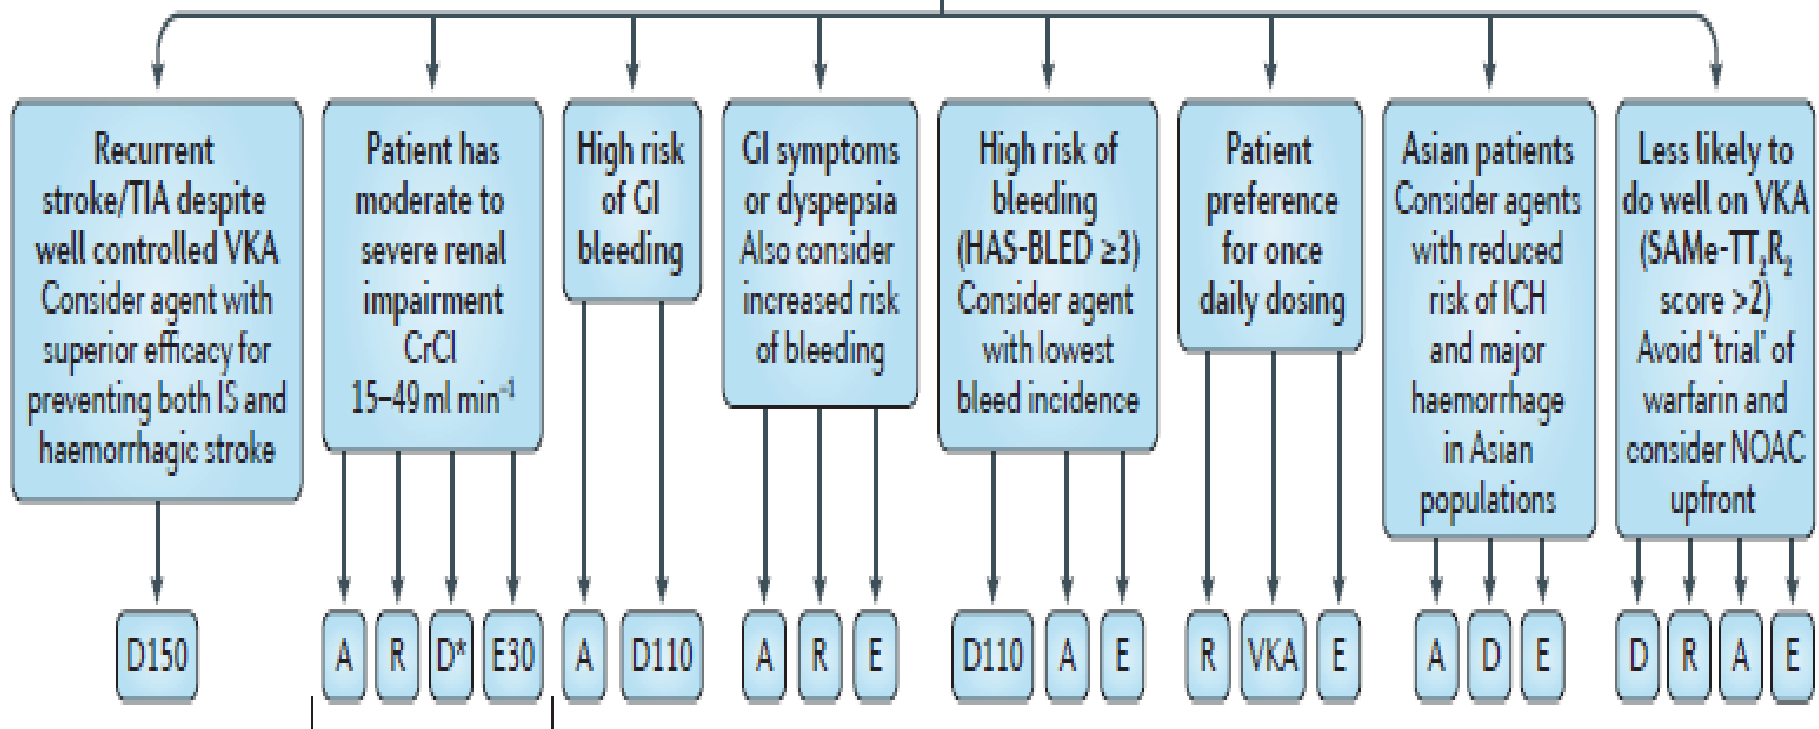 Recurrent
stroke/TIA despite
well controlled VKA
Consider agent with
superior efficacy for
preventing both IS and
haemorrhagic stroke
D150
Patient has
moderate to
severe renal
impairment
CrCl
15–49 ml min⁻¹
A
R
D*
E30
High risk
of GI
bleeding
A
D110
GI symptoms
or dyspepsia
Also consider
increased risk
of bleeding
A
R
E
High risk of
bleeding
(HAS-BLED ≥3)
Consider agent
with lowest
bleed incidence
D110
A
E
Patient
preference
for once
daily dosing
R
VKA
E
Asian patients
Consider agents
with reduced
risk of ICH
and major
haemorrhage
in Asian
populations
A
D
E
Less likely to
do well on VKA
(SAMe-TT₂R₂
score >2)
Avoid 'trial' of
warfarin and
consider NOAC
upfront
D
R
A
E